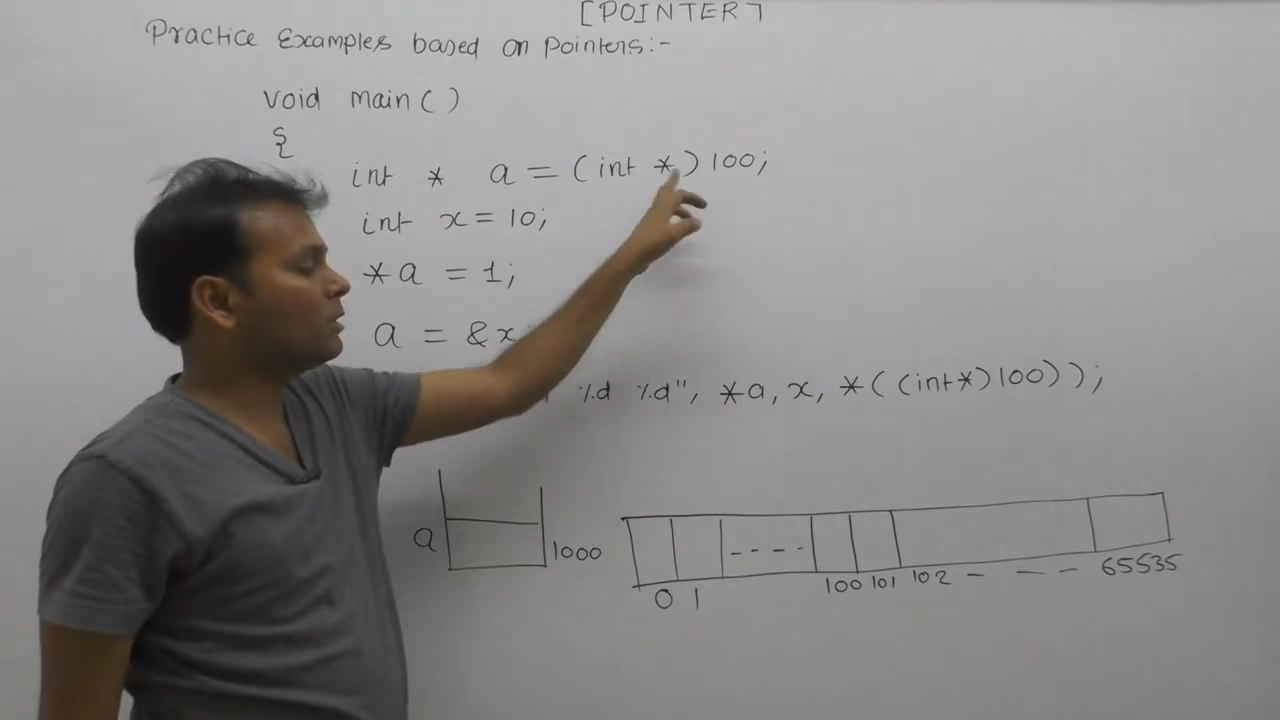 [POINTER]
Practice Examples based on Pointers:-
void main()
{
int * a = (int *) 100;
int x = 10;
*a = 1;
a = &x
%d %d", *a, x, *((int*)100));
a
1000
- - - -
0 1 100 101 102 - - - - 65535